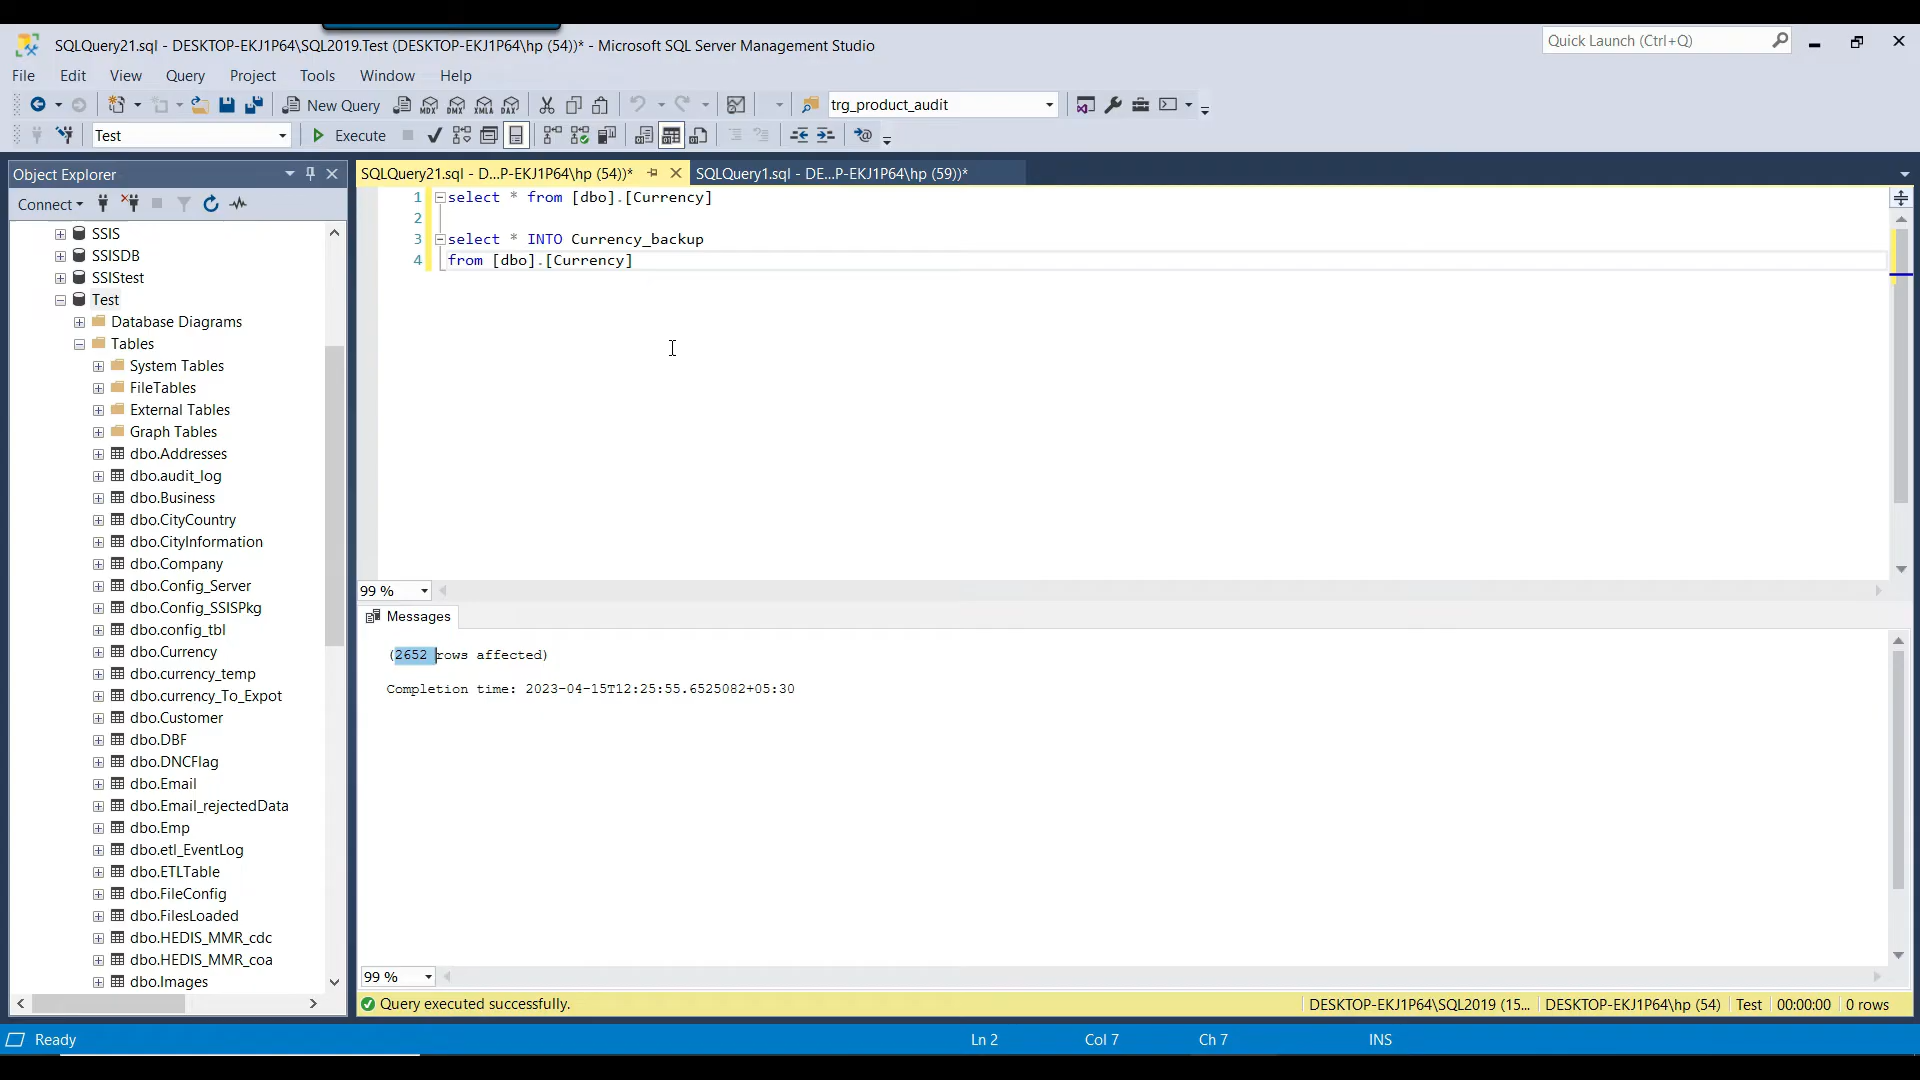 SQLQuery21.sql - DESKTOP-EKJ1P64\SQL2019.Test (DESKTOP-EKJ1P64\hp (54))* - Microsoft SQL Server Management Studio
Quick Launch (Ctrl+Q)
File Edit View Query Project Tools Window Help
New Query MDX DMX XMLA DAX trg_product_audit
Test Execute
Object Explorer
Connect
SSIS
SSISDB
SSIStest
Test
Database Diagrams
Tables
System Tables
FileTables
External Tables
Graph Tables
dbo.Addresses
dbo.audit_log
dbo.Business
dbo.CityCountry
dbo.CityInformation
dbo.Company
dbo.Config_Server
dbo.Config_SSISPkg
dbo.config_tbl
dbo.Currency
dbo.currency_temp
dbo.currency_To_Expot
dbo.Customer
dbo.DBF
dbo.DNCFlag
dbo.Email
dbo.Email_rejectedData
dbo.Emp
dbo.etl_EventLog
dbo.ETLTable
dbo.FileConfig
dbo.FilesLoaded
dbo.HEDIS_MMR_cdc
dbo.HEDIS_MMR_coa
dbo.Images
SQLQuery21.sql - D...P-EKJ1P64\hp (54))* SQLQuery1.sql - DE...P-EKJ1P64\hp (59))*
1 select * from [dbo].[Currency]
2
3 select * INTO Currency_backup
4 from [dbo].[Currency]
99 %
Messages
(2652 rows affected)
Completion time: 2023-04-15T12:25:55.6525082+05:30
99 %
Query executed successfully. DESKTOP-EKJ1P64\SQL2019 (15... DESKTOP-EKJ1P64\hp (54) Test 00:00:00 0 rows
Ready Ln 2 Col 7 Ch 7 INS